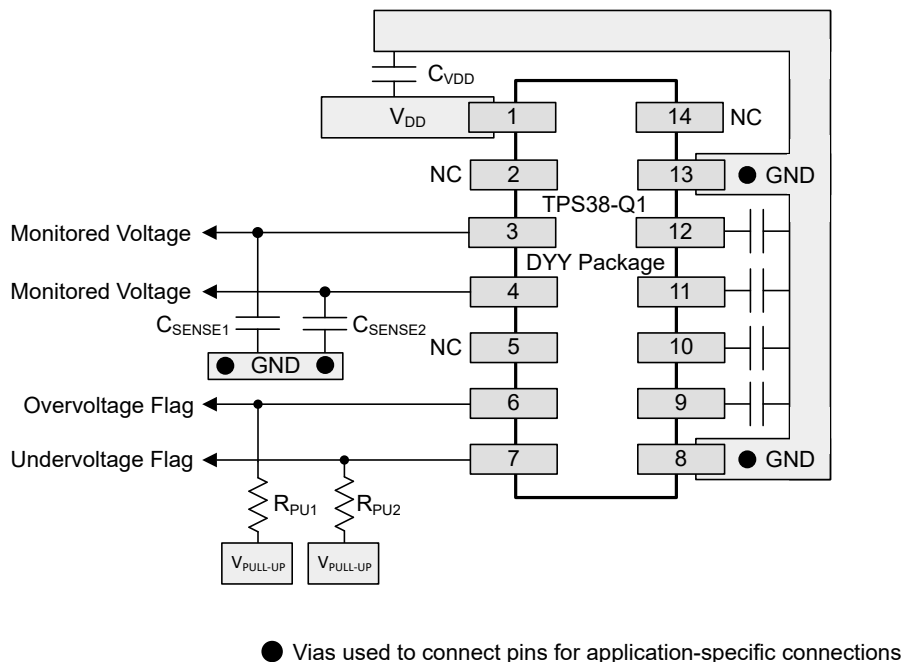 C_VDD
V_DD
1
14
NC
NC
2
13
GND
TPS38-Q1
Monitored Voltage
3
12
DYY Package
Monitored Voltage
4
11
C_SENSE1
C_SENSE2
NC
5
10
GND
Overvoltage Flag
6
9
Undervoltage Flag
7
8
GND
R_PU1
R_PU2
V_PULL-UP
V_PULL-UP
Vias used to connect pins for application-specific connections